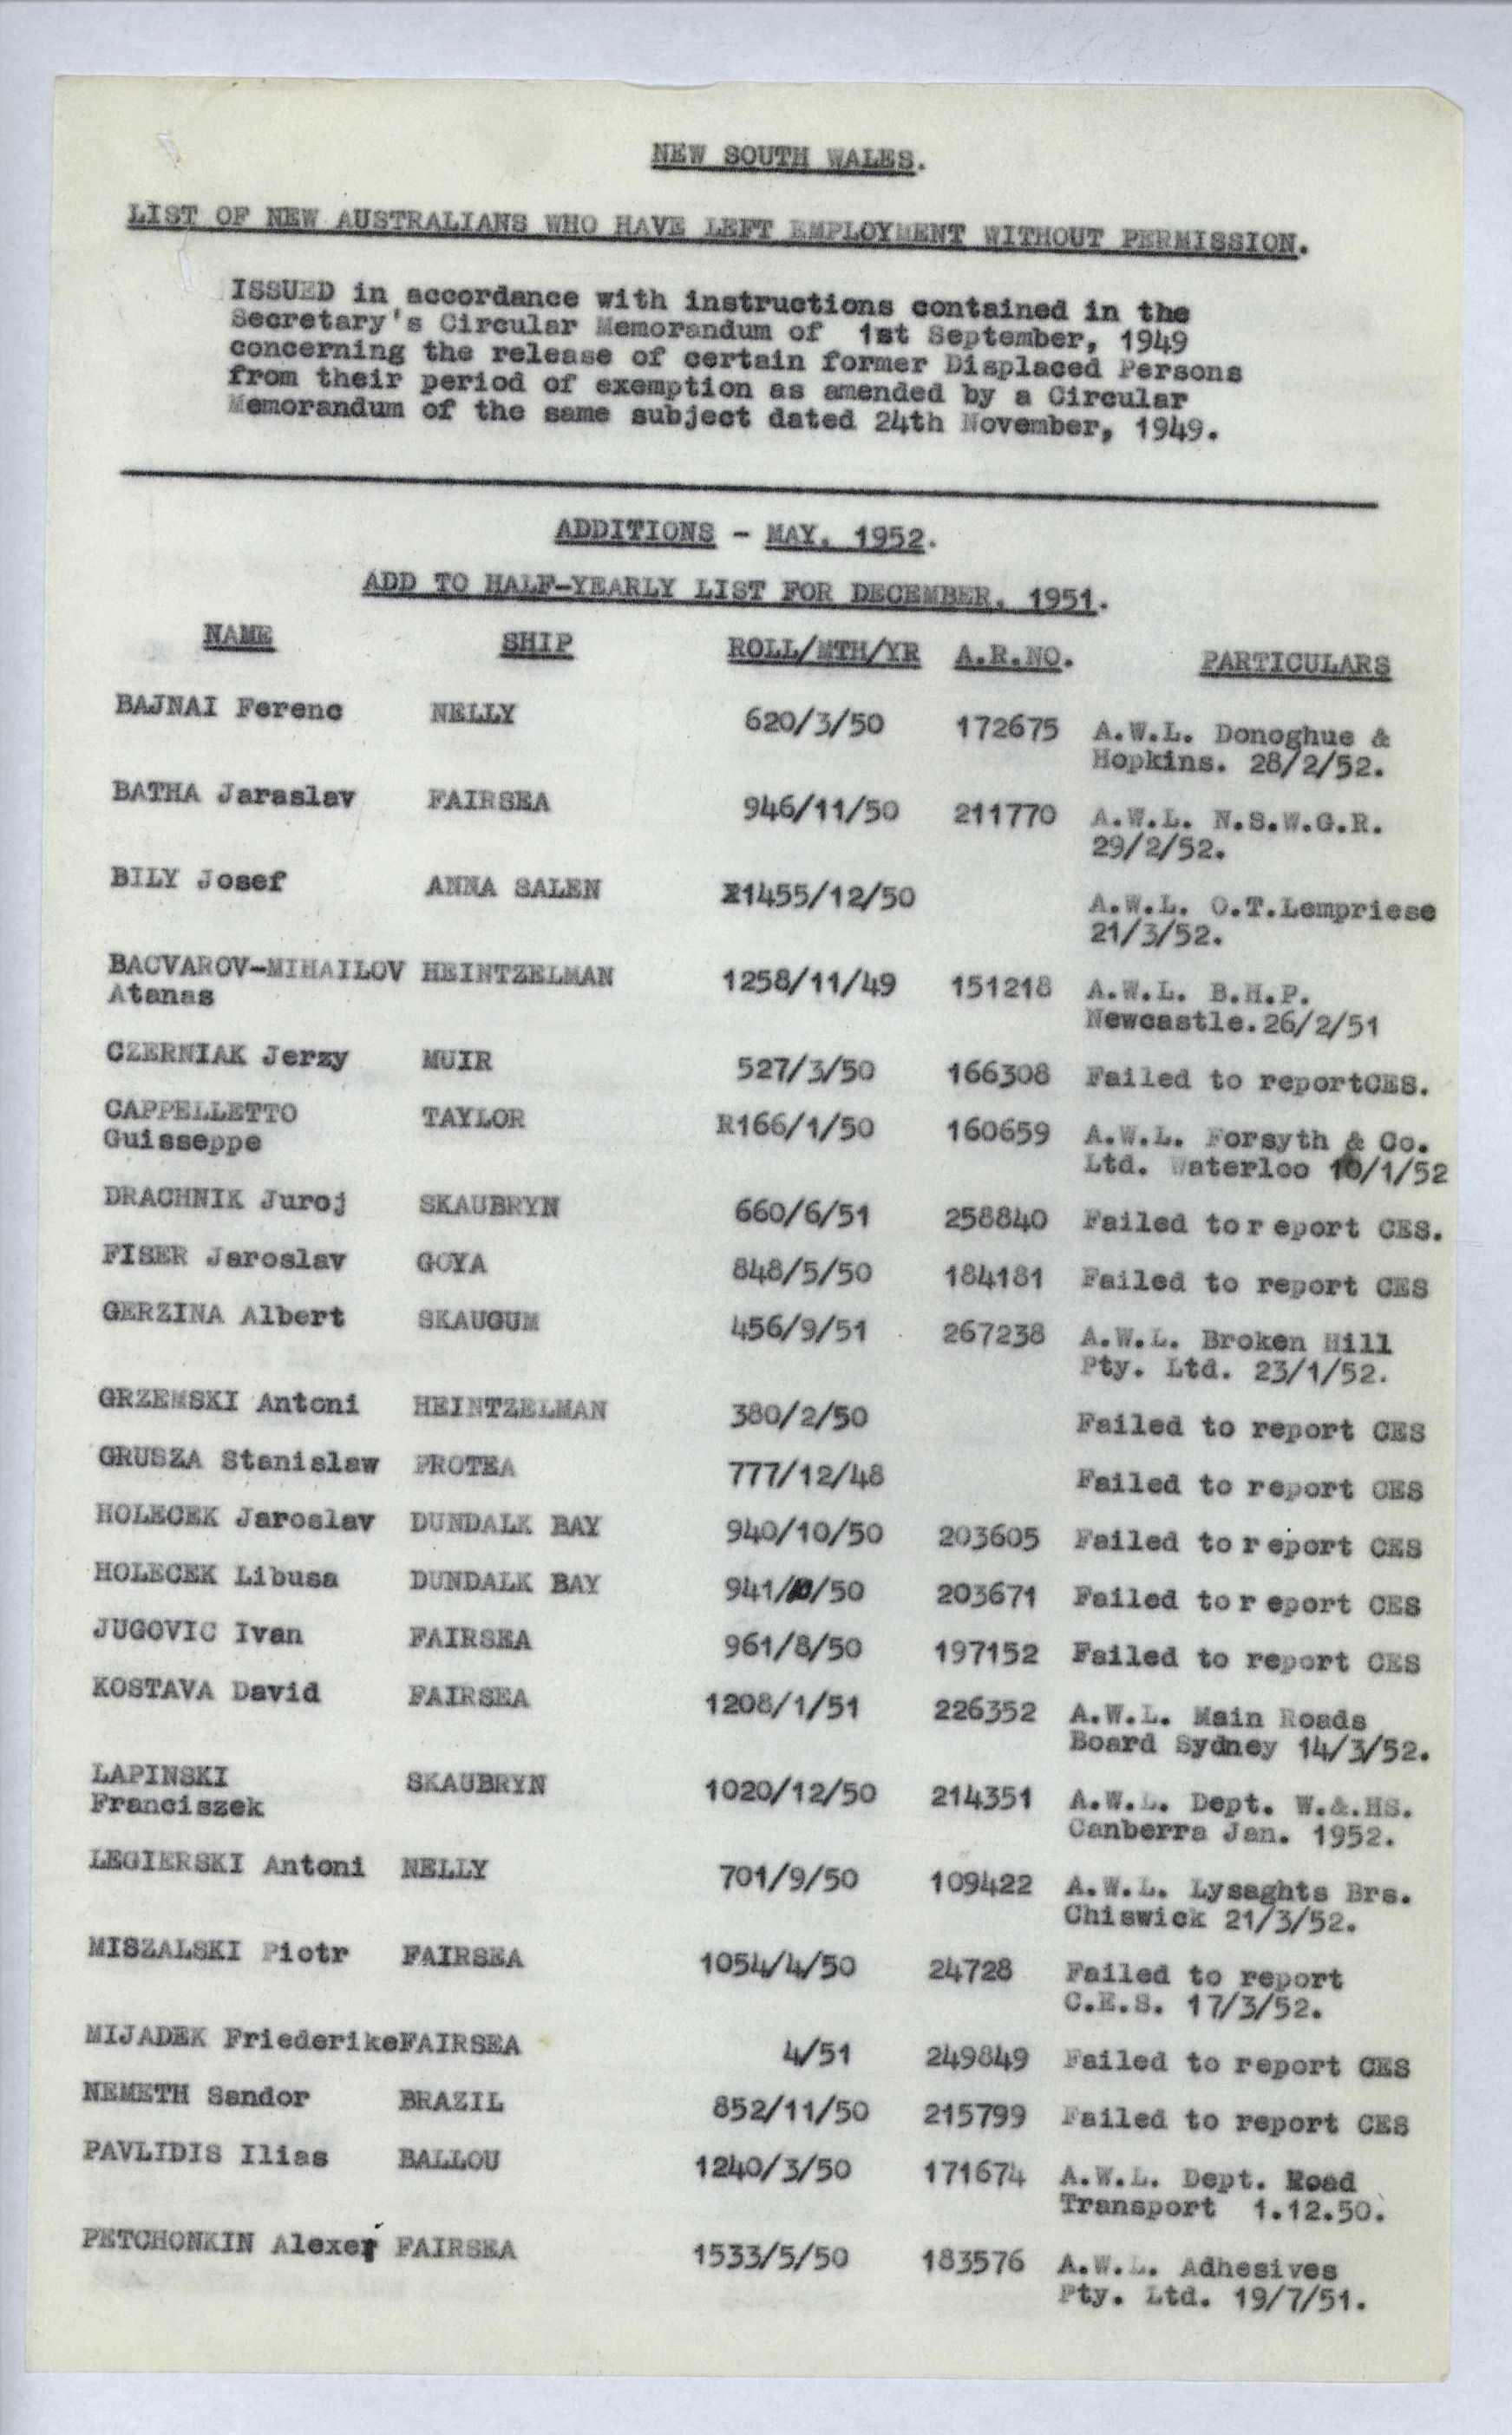 NEW SOUTH WALES.
LIST OF NEW AUSTRALIANS WHO HAVE LEFT EMPLOYMENT WITHOUT PERMISSION.
ISSUED in accordance with instructions contained in the
Secretary's Circular Memorandum of 1st September, 1949
concerning the release of certain former Displaced Persons
from their period of exemption as amended by a Circular
Memorandum of the same subject dated 24th November, 1949.
ADDITIONS - MAY, 1952.
ADD TO HALF-YEARLY LIST FOR DECEMBER, 1951.
NAME SHIP ROLL/MTH/YR A.R.NO. PARTICULARS
BAJNAI Ferenc NELLY 620/3/50 172675 A.W.L. Donoghue &
Hopkins. 28/2/52.
BATHA Jaraslav FAIRSEA 946/11/50 211770 A.W.L. N.S.W.G.R.
29/2/52.
BILY Josef ANNA SALEN 1455/12/50 A.W.L. O.T.Lempriese
21/3/52.
BACVAROV-MIHAILOV HEINTZELMAN 1258/11/49 151218 A.W.L. B.H.P.
Atanas Newcastle.26/2/51
CZERNIAK Jerzy MUIR 527/3/50 166308 Failed to reportCES.
CAPPELLETTO TAYLOR R166/1/50 160659 A.W.L. Forsyth & Co.
Guisseppe Ltd. Waterloo 10/1/52
DRACHNIK Juroj SKAUBRYN 660/6/51 258840 Failed to r eport CES.
FISER Jaroslav GOYA 848/5/50 184181 Failed to report CES
GERZINA Albert SKAUGUM 456/9/51 267238 A.W.L. Broken Hill
Pty. Ltd. 23/1/52.
GRZEMSKI Antoni HEINTZELMAN 380/2/50 Failed to report CES
GRUSZA Stanislaw PROTEA 777/12/48 Failed to report CES
HOLECEK Jaroslav DUNDALK BAY 940/10/50 203605 Failed to r eport CES
HOLECEK Libusa DUNDALK BAY 941/10/50 203671 Failed to r eport CES
JUGOVIC Ivan FAIRSEA 961/8/50 197152 Failed to report CES
KOSTAVA David FAIRSEA 1208/1/51 226352 A.W.L. Main Roads
Board Sydney 14/3/52.
LAPINSKI SKAUBRYN 1020/12/50 214351 A.W.L. Dept. W.&.HS.
Franciszek Canberra Jan. 1952.
LEGIERSKI Antoni NELLY 701/9/50 109422 A.W.L. Lysaghts Brs.
Chiswick 21/3/52.
MISZALSKI Piotr FAIRSEA 1054/4/50 24728 Failed to report
C.E.S. 17/3/52.
MIJADEK FriederikeFAIRSEA 4/51 249849 Failed to report CES
NEMETH Sandor BRAZIL 852/11/50 215799 Failed to report CES
PAVLIDIS Ilias BALLOU 1240/3/50 171674 A.W.L. Dept. Road
Transport 1.12.50.
PETCHONKIN Alexei FAIRSEA 1533/5/50 183576 A.W.L. Adhesives
Pty. Ltd. 19/7/51.